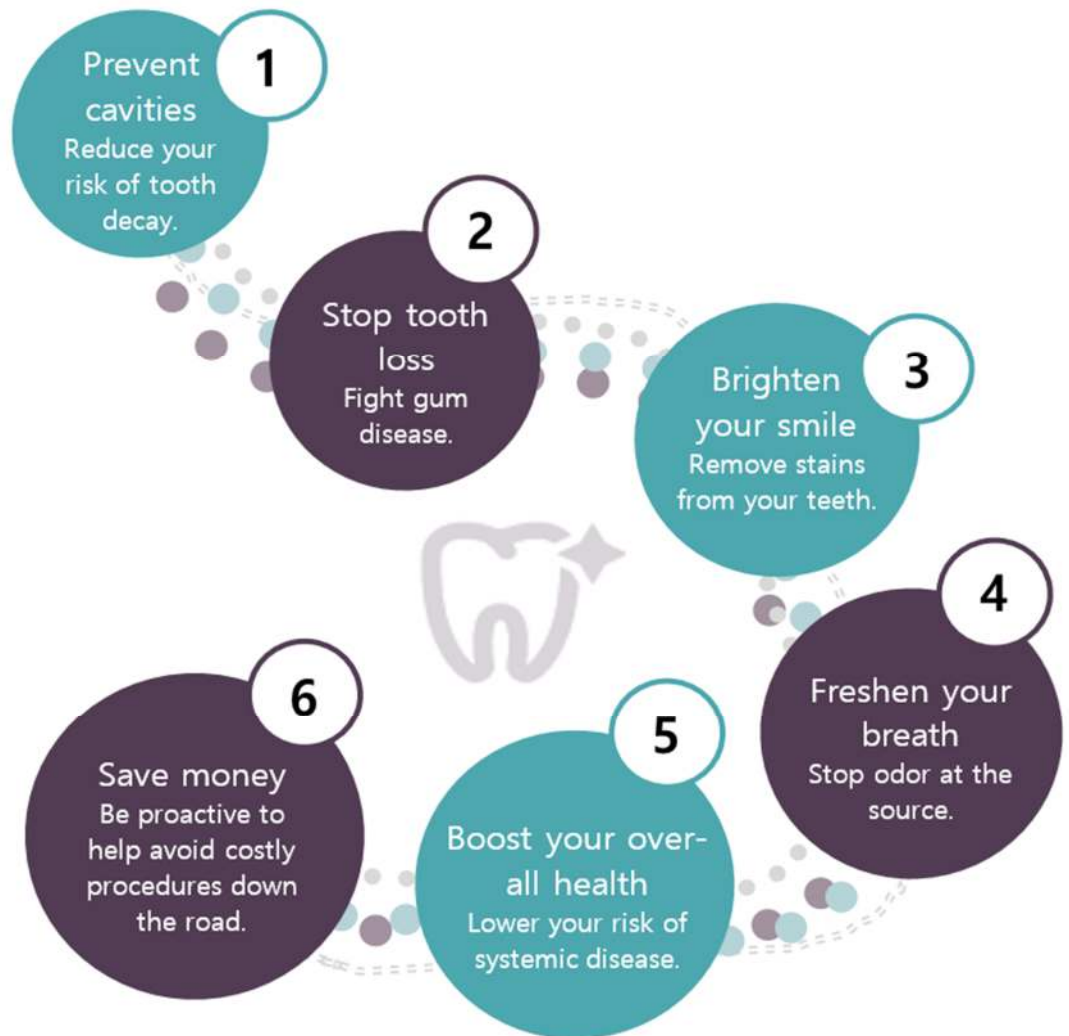 1
Prevent
cavities
Reduce your
risk of tooth
decay.
2
Stop tooth
loss
Fight gum
disease.
3
Brighten
your smile
Remove stains
from your teeth.
4
Freshen your
breath
Stop odor at the
source.
5
Boost your over-
all health
Lower your risk of
systemic disease.
6
Save money
Be proactive to
help avoid costly
procedures down
the road.